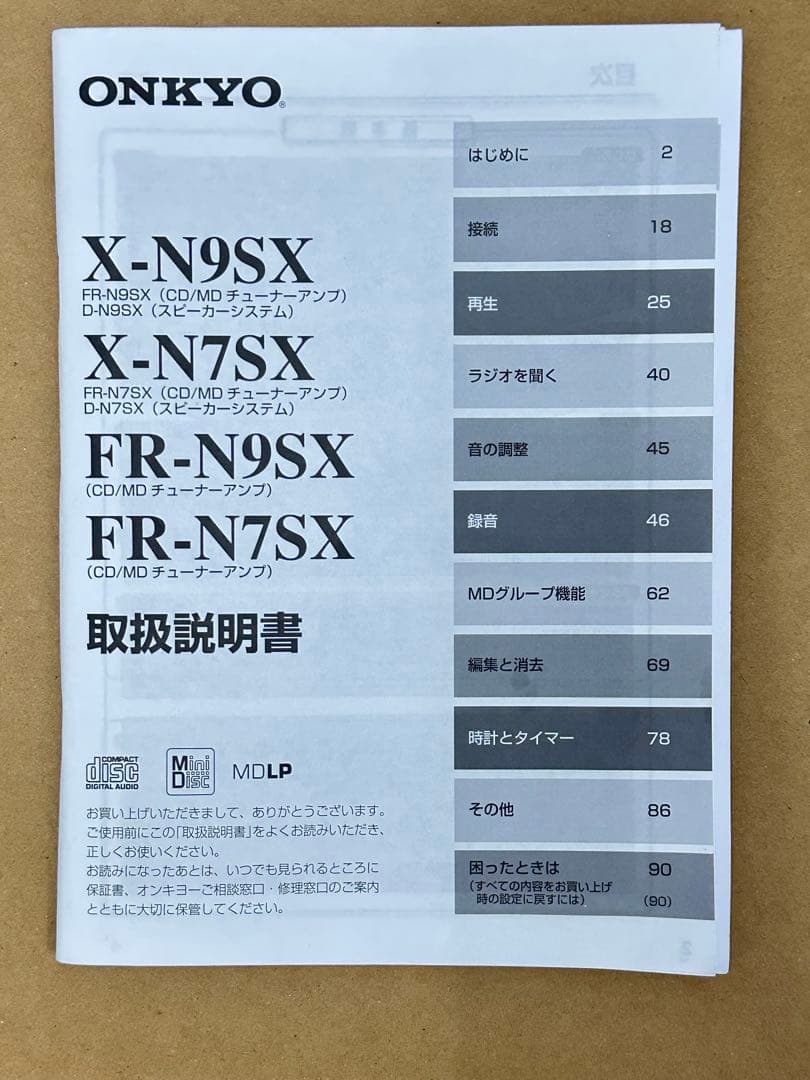 ONKYO®
X-N9SX
FR-N9SX（CD/MD チューナーアンプ）
D-N9SX（スピーカーシステム）
X-N7SX
FR-N7SX（CD/MD チューナーアンプ）
D-N7SX（スピーカーシステム）
FR-N9SX
（CD/MD チューナーアンプ）
FR-N7SX
（CD/MD チューナーアンプ）
取扱説明書
COMPACT
disc
DIGITAL AUDIO
Mini
Disc
MDLP
お買い上げいただきまして、ありがとうございます。
ご使用前にこの「取扱説明書」をよくお読みいただき、
正しくお使いください。
お読みになったあとは、いつでも見られるところに
保証書、オンキヨーご相談窓口・修理窓口のご案内
とともに大切に保管してください。
はじめに 2
接続 18
再生 25
ラジオを聞く 40
音の調整 45
録音 46
MDグループ機能 62
編集と消去 69
時計とタイマー 78
その他 86
困ったときは 90
（すべての内容をお買い上げ
時の設定に戻すには） （90）
目次